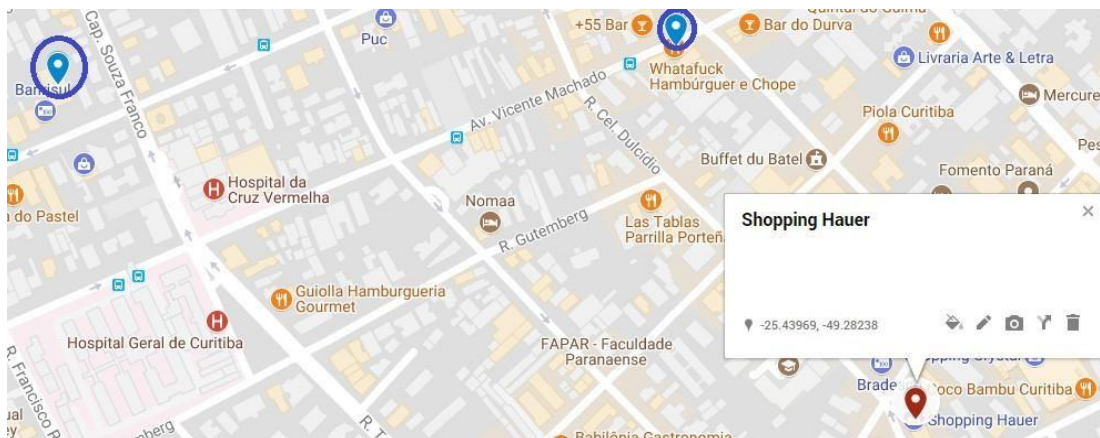 Puc
+55 Bar
Bar do Durva
Livraria Arte & Letra
Whatafuck
Hambúrguer e Chope
Mercure
Cap. Souza Franco
Av. Vicente Machado
R. Cel. Dulcídio
Piola Curitiba
Buffet du Batel
Fomento Paraná
Hospital da
Cruz Vermelha
do Pastel
Nomaa
Las Tablas
R. Gutemberg
Shopping Hauer
-25.43969, -49.28238
Guiolla Hamburgueria
Gourmet
Hospital Geral de Curitiba
FAPAR - Faculdade
Paranaense
Coco Bambu Curitiba
Shopping Hauer